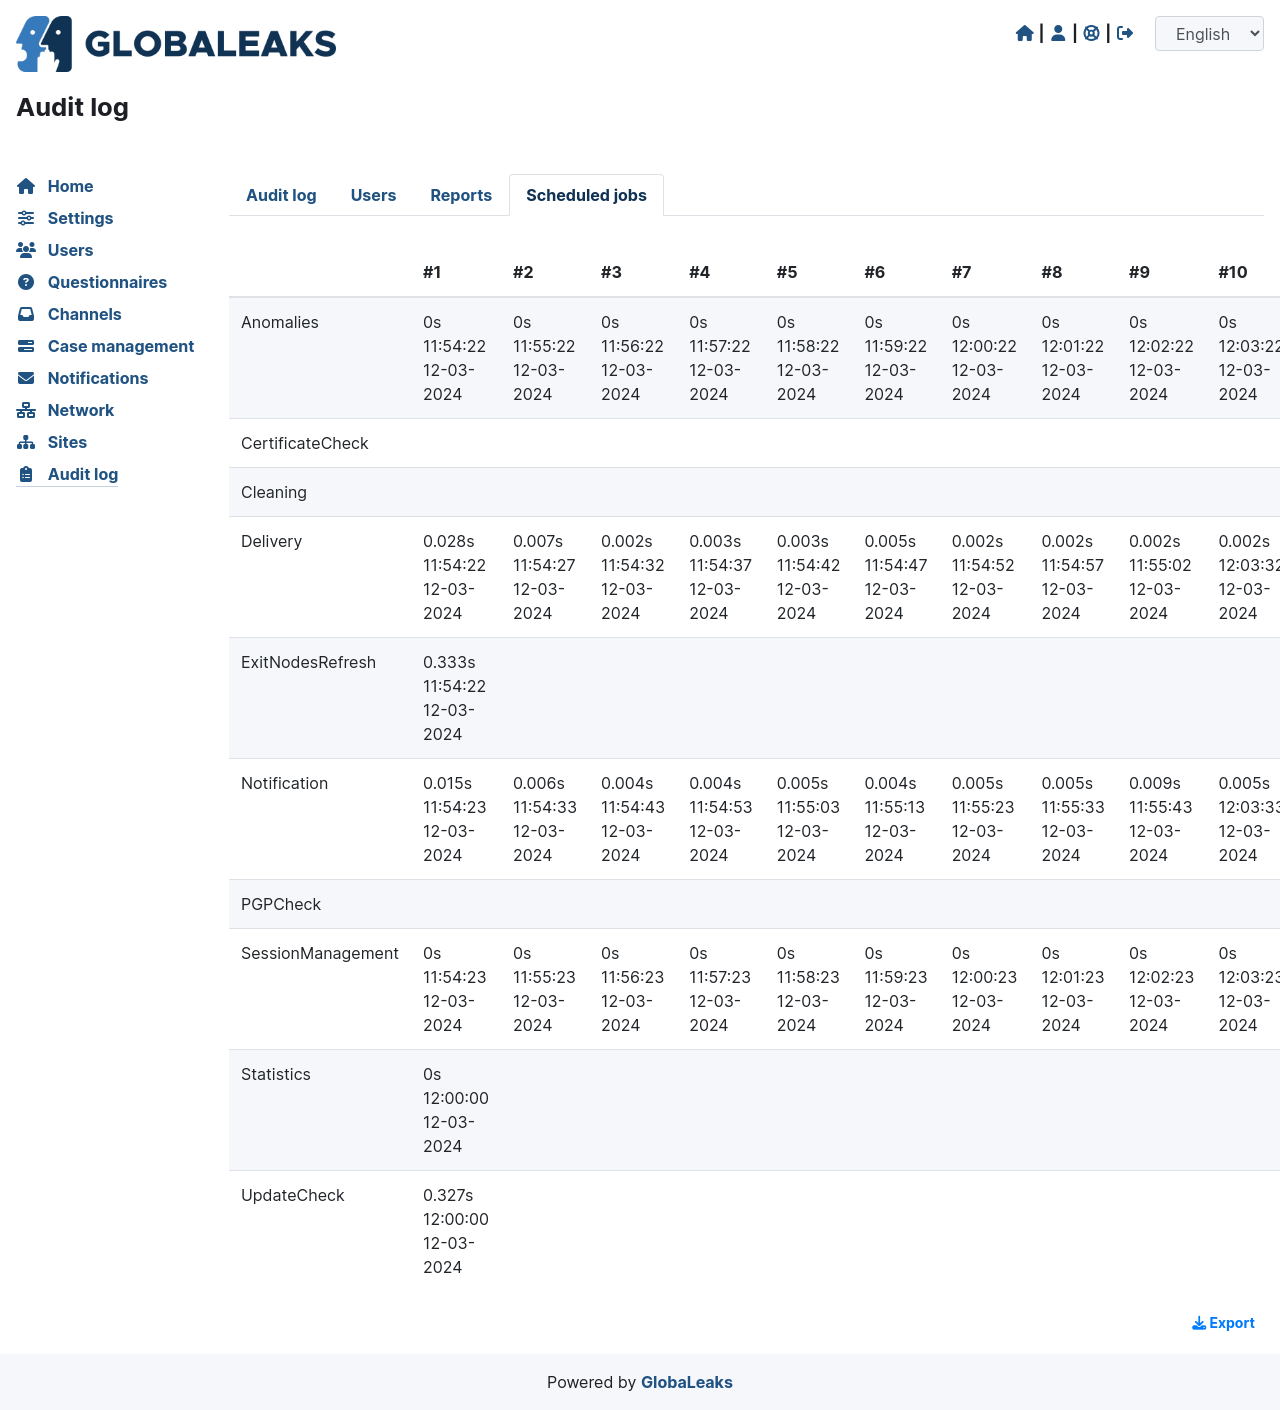 GLOBALEAKS
| | |
English
Audit log
Home
Settings
Users
Questionnaires
Channels
Case management
Notifications
Network
Sites
Audit log
Audit log Users Reports Scheduled jobs
#1 #2 #3 #4 #5 #6 #7 #8 #9 #10
Anomalies 0s 0s 0s 0s 0s 0s 0s 0s 0s 0s
11:54:22 11:55:22 11:56:22 11:57:22 11:58:22 11:59:22 12:00:22 12:01:22 12:02:22 12:03:22
12-03- 12-03- 12-03- 12-03- 12-03- 12-03- 12-03- 12-03- 12-03- 12-03-
2024 2024 2024 2024 2024 2024 2024 2024 2024 2024
CertificateCheck
Cleaning
Delivery 0.028s 0.007s 0.002s 0.003s 0.003s 0.005s 0.002s 0.002s 0.002s 0.002s
11:54:22 11:54:27 11:54:32 11:54:37 11:54:42 11:54:47 11:54:52 11:54:57 11:55:02 12:03:32
12-03- 12-03- 12-03- 12-03- 12-03- 12-03- 12-03- 12-03- 12-03- 12-03-
2024 2024 2024 2024 2024 2024 2024 2024 2024 2024
ExitNodesRefresh 0.333s
11:54:22
12-03-
2024
Notification 0.015s 0.006s 0.004s 0.004s 0.005s 0.004s 0.005s 0.005s 0.009s 0.005s
11:54:23 11:54:33 11:54:43 11:54:53 11:55:03 11:55:13 11:55:23 11:55:33 11:55:43 12:03:33
12-03- 12-03- 12-03- 12-03- 12-03- 12-03- 12-03- 12-03- 12-03- 12-03-
2024 2024 2024 2024 2024 2024 2024 2024 2024 2024
PGPCheck
SessionManagement 0s 0s 0s 0s 0s 0s 0s 0s 0s 0s
11:54:23 11:55:23 11:56:23 11:57:23 11:58:23 11:59:23 12:00:23 12:01:23 12:02:23 12:03:23
12-03- 12-03- 12-03- 12-03- 12-03- 12-03- 12-03- 12-03- 12-03- 12-03-
2024 2024 2024 2024 2024 2024 2024 2024 2024 2024
Statistics 0s
12:00:00
12-03-
2024
UpdateCheck 0.327s
12:00:00
12-03-
2024
Export
Powered by GlobaLeaks